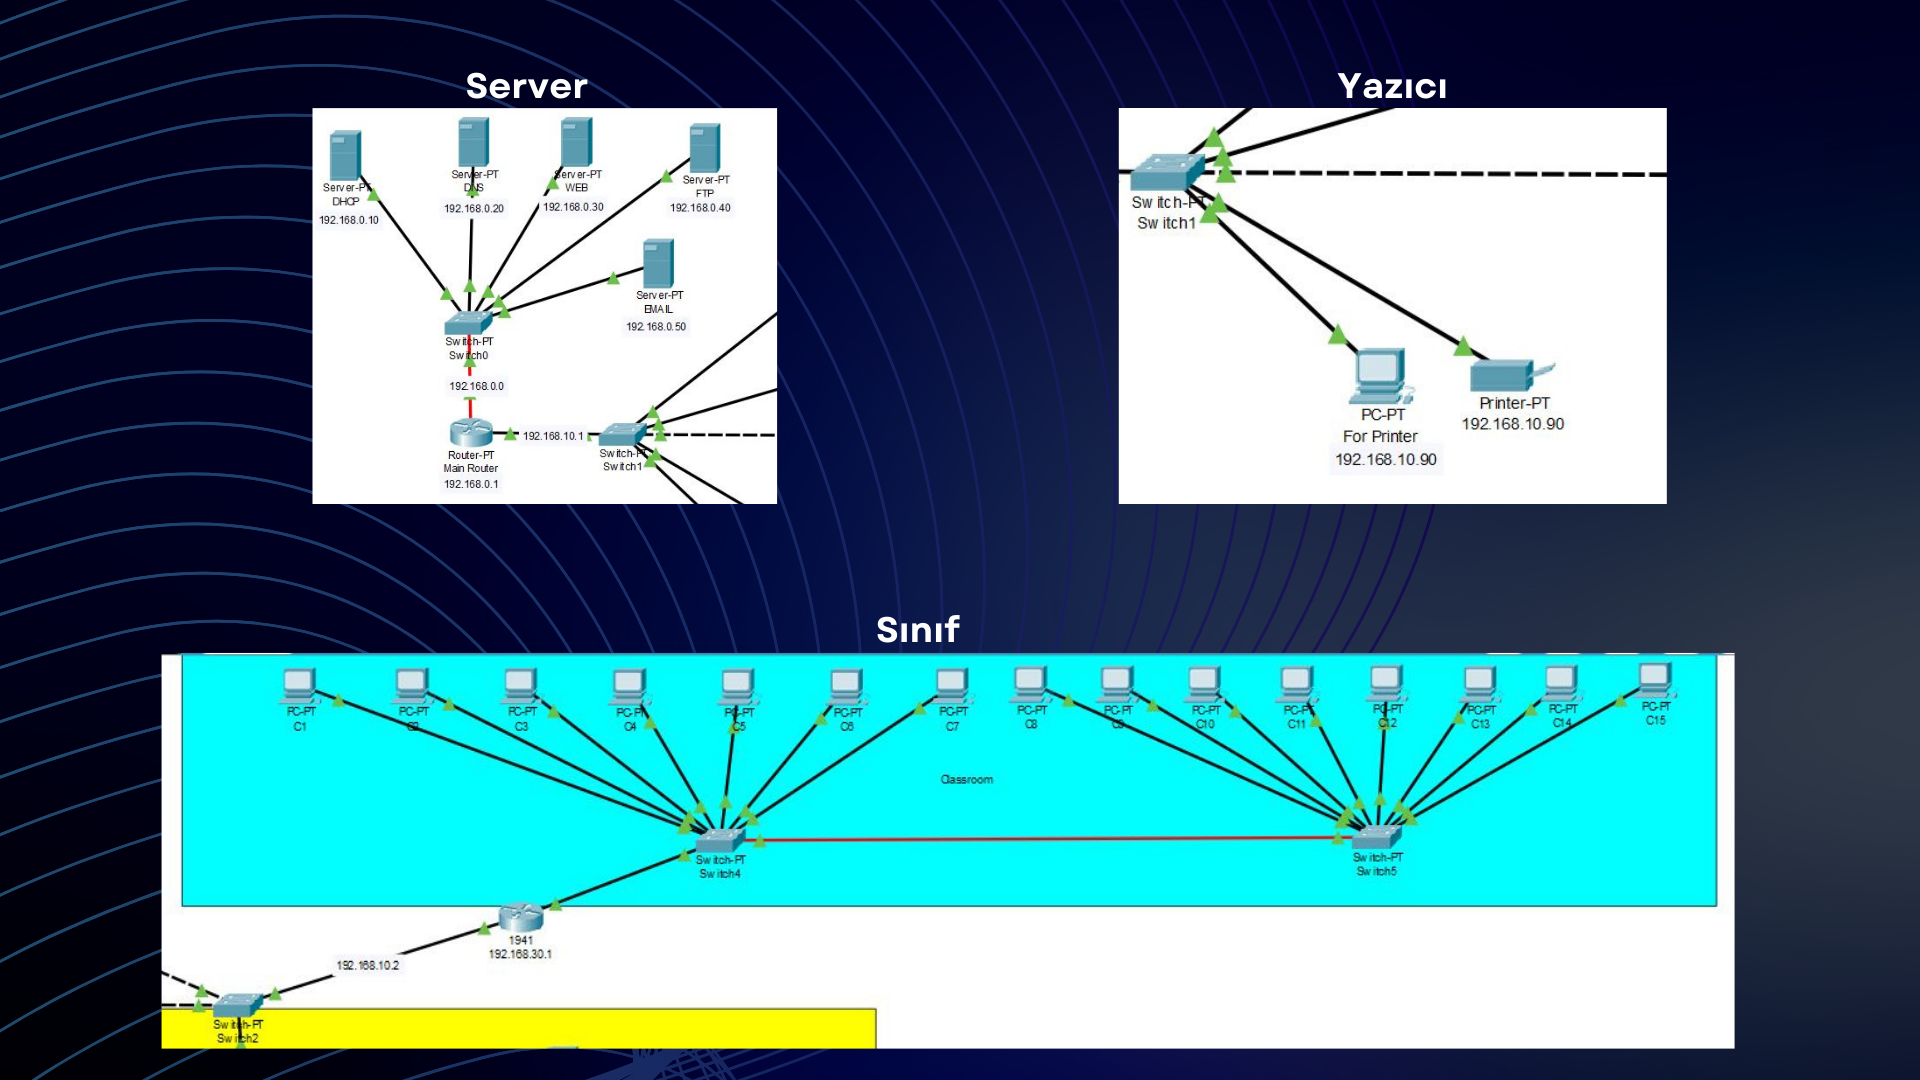 Server
Server-PT
DHCP
192.168.0.10
Server-PT
DNS
192.168.0.20
Server-PT
WEB
192.168.0.30
Server-PT
FTP
192.168.0.40
Server-PT
EMAIL
192.168.0.50
Switch-PT
Switch0
192.168.0.0
Router-PT
Main Router
192.168.0.1
192.168.10.1
Switch-PT
Switch1
Yazıcı
Switch-PT
Switch1
PC-PT
For Printer
192.168.10.90
Printer-PT
192.168.10.90
Sınıf
PC-PT
C1
PC-PT
C2
PC-PT
C3
PC-PT
C4
PC-PT
C5
PC-PT
C6
PC-PT
C7
PC-PT
C8
PC-PT
C9
PC-PT
C10
PC-PT
C11
PC-PT
C12
PC-PT
C13
PC-PT
C14
PC-PT
C15
Classroom
Switch-PT
Switch4
Switch-PT
Switch5
1941
192.168.30.1
192.168.10.2
Switch-PT
Switch2